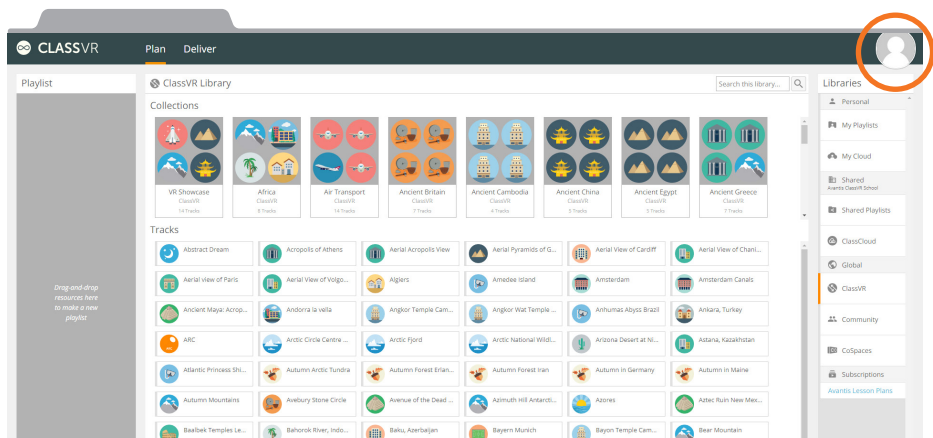 CLASSVR
Plan
Deliver
Playlist
ClassVR Library
Search this library...
Libraries
Collections
Personal
My Playlists
My Cloud
Shared
Avantis ClassVR School
Shared Playlists
ClassCloud
Global
ClassVR
Community
CoSpaces
Subscriptions
Avantis Lesson Plans
VR Showcase
ClassVR
14 Tracks
Africa
ClassVR
8 Tracks
Air Transport
ClassVR
14 Tracks
Ancient Britain
ClassVR
7 Tracks
Ancient Cambodia
ClassVR
4 Tracks
Ancient China
ClassVR
3 Tracks
Ancient Egypt
ClassVR
5 Tracks
Ancient Greece
ClassVR
7 Tracks
Tracks
Abstract Dream
Acropolis of Athens
Aerial Acropolis View
Aerial Pyramids of G...
Aerial View of Cardiff
Aerial View of Chani...
Aerial view of Paris
Aerial View of Volgo...
Algiers
Amedee Island
Amsterdam
Amsterdam Canals
Drag-and-drop
resources here
to make a new
playlist
Ancient Maya: Acrop...
Andorra la vella
Angkor Temple Cam...
Angkor Wat Temple ...
Anhumas Abyss Brazil
Ankara, Turkey
ARC
Arctic Circle Centre ...
Arctic Fjord
Arctic National Wildl...
Arizona Desert at Ni...
Astana, Kazakhstan
Atlantic Princess Shi...
Autumn Arctic Tundra
Autumn Forest Erlan...
Autumn Forest Iran
Autumn in Germany
Autumn in Maine
Autumn Mountains
Avebury Stone Circle
Avenue of the Dead ...
Azimuth Hill Antarcti...
Azores
Aztec Ruin New Mex...
Baalbek Temples Le...
Bahorok River, Indo...
Baku, Azerbaijan
Bayern Munich
Bayon Temple Cam...
Bear Mountain